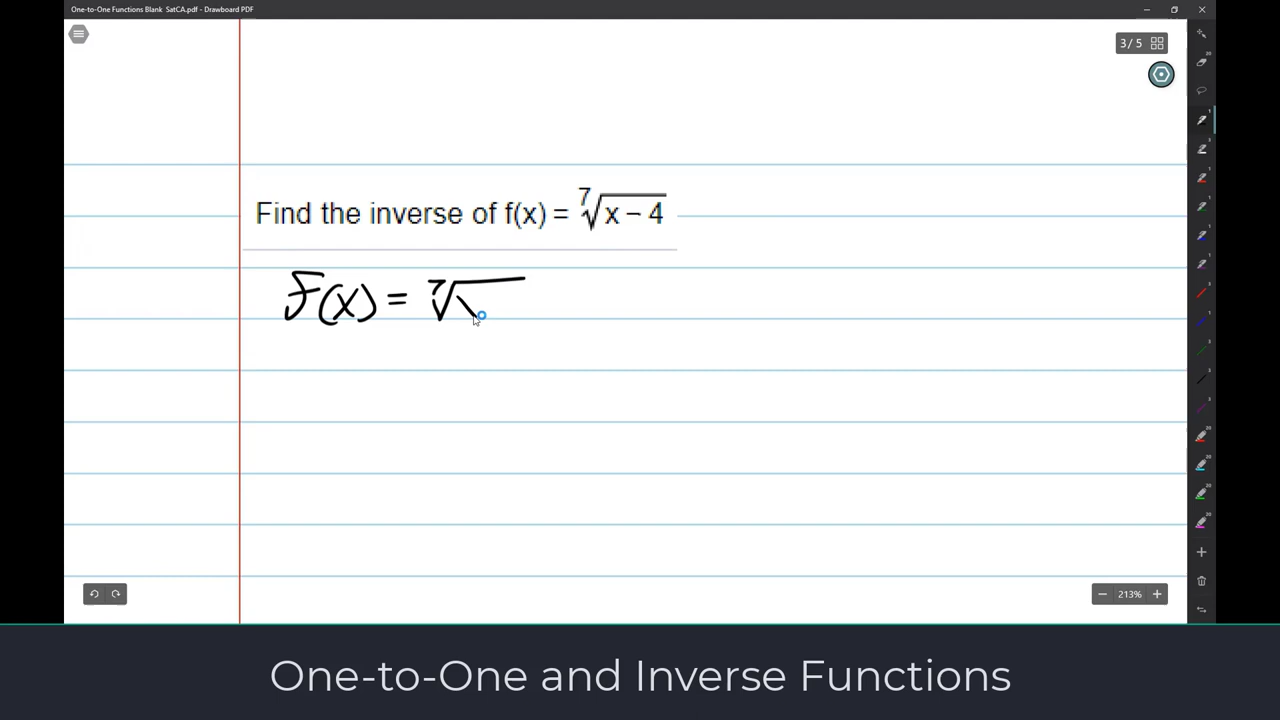 One-to-One Functions Blank SatCA.pdf - Drawboard PDF
3 / 5
Find the inverse of f(x) = ⁷√x − 4
f(x) = ⁷√
213%
One-to-One and Inverse Functions